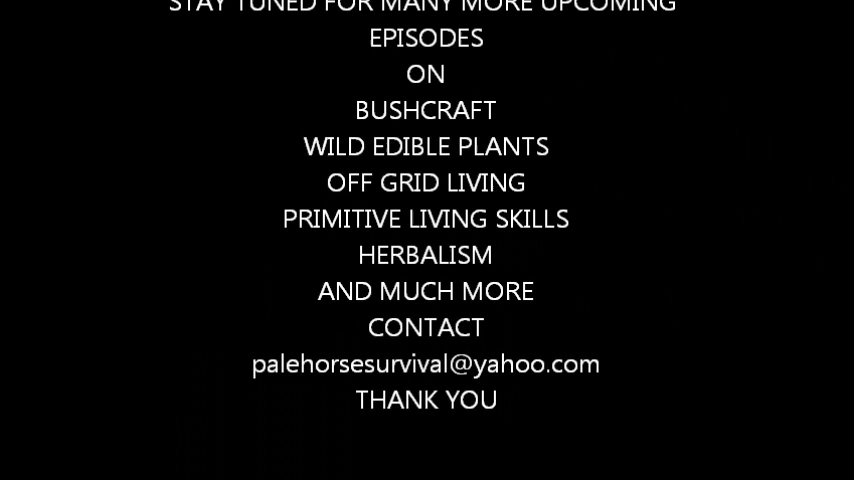 STAY TUNED FOR MANY MORE UPCOMING
EPISODES
ON
BUSHCRAFT
WILD EDIBLE PLANTS
OFF GRID LIVING
PRIMITIVE LIVING SKILLS
HERBALISM
AND MUCH MORE
CONTACT
palehorsesurvival@yahoo.com
THANK YOU